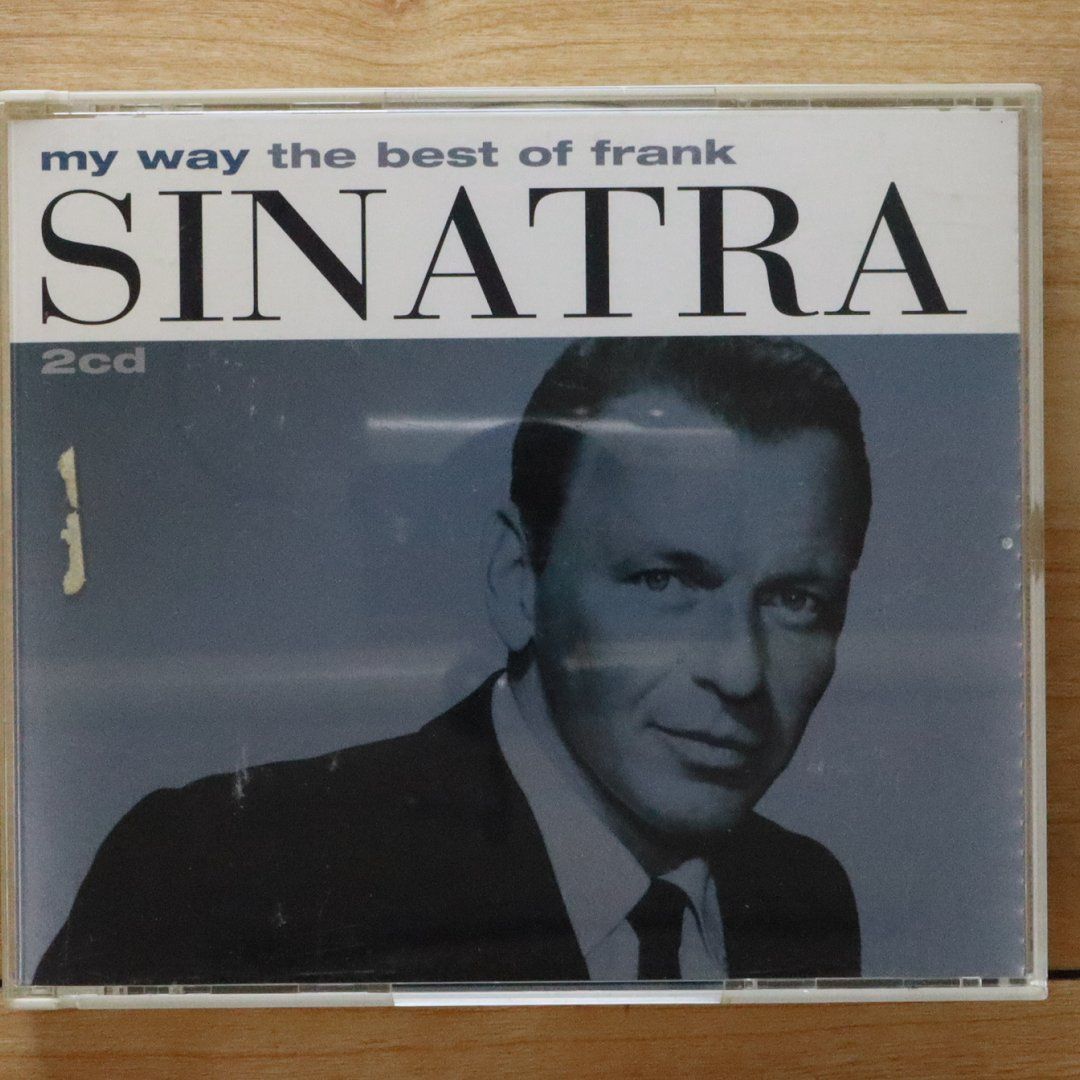 my way the best of frank
SINATRA
2cd